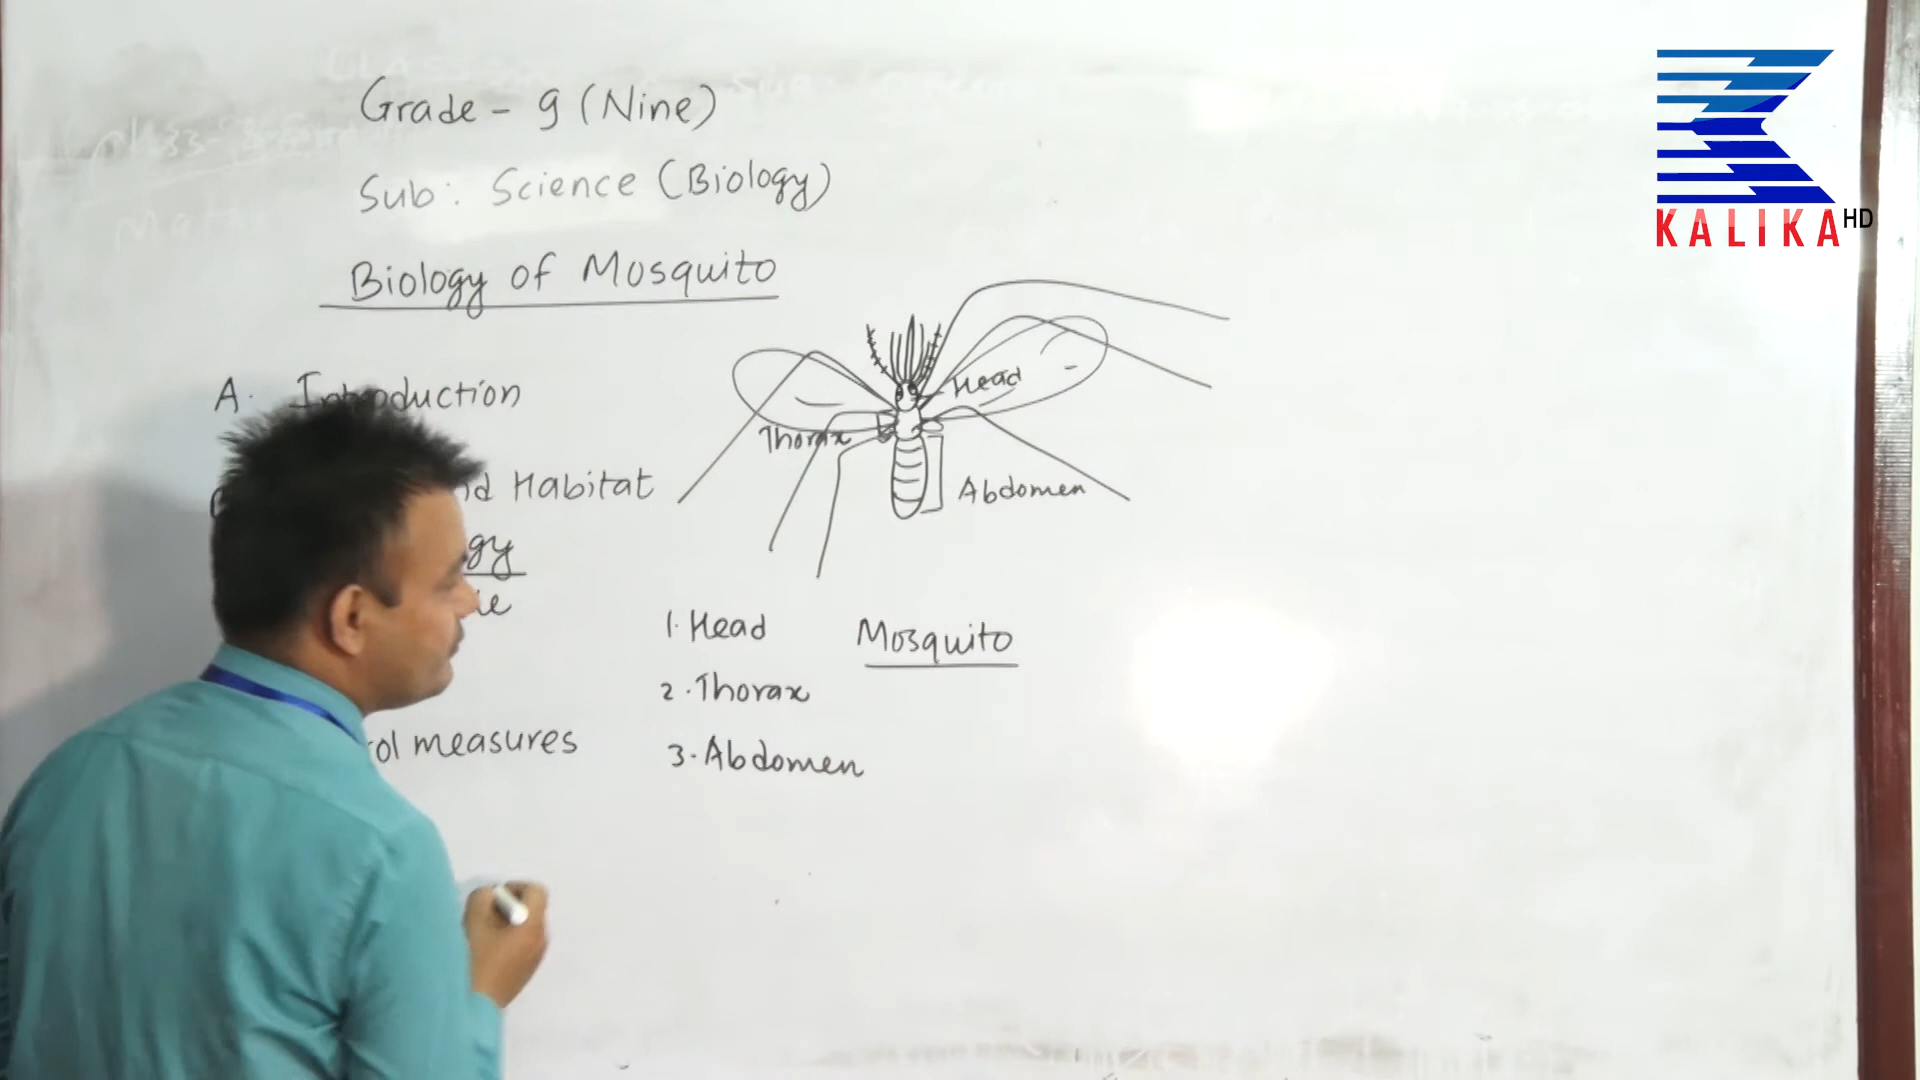 Grade - 9 (Nine)
Sub: Science (Biology)
Biology of Mosquito
A. Introduction
Habitat
measures
Head
Thorax
Abdomen
1. Head
2. Thorax
3. Abdomen
Mosquito
KALIKA HD